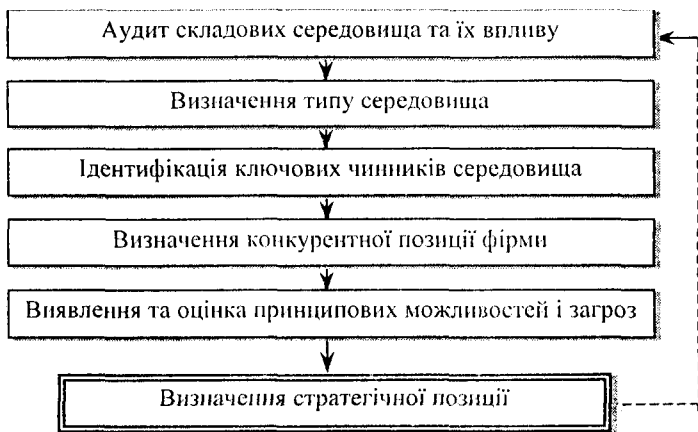 Аудит складових середовища та їх впливу
Визначення типу середовища
Ідентифікація ключових чинників середовища
Визначення конкурентної позиції фірми
Виявлення та оцінка принципових можливостей і загроз
Визначення стратегічної позиції